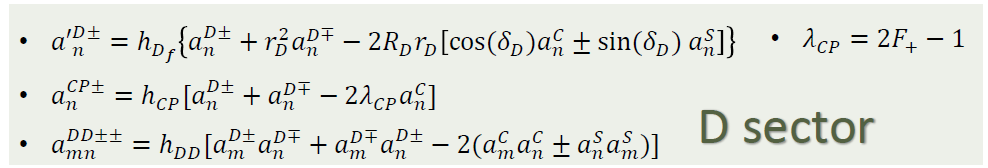 • a'_n^{D±} = h_{D_f}{a_n^{D±} + r_D^2 a_n^{D∓} − 2R_D r_D[cos(δ_D)a_n^C ± sin(δ_D) a_n^S]} • λ_{CP} = 2F_+ − 1
• a_n^{CP±} = h_{CP}[a_n^{D±} + a_n^{D∓} − 2λ_{CP}a_n^C]
• a_{mn}^{DD±±} = h_{DD}[a_m^{D±}a_n^{D∓} + a_m^{D∓}a_n^{D±} − 2(a_m^C a_n^C ± a_n^S a_m^S)]
D sector